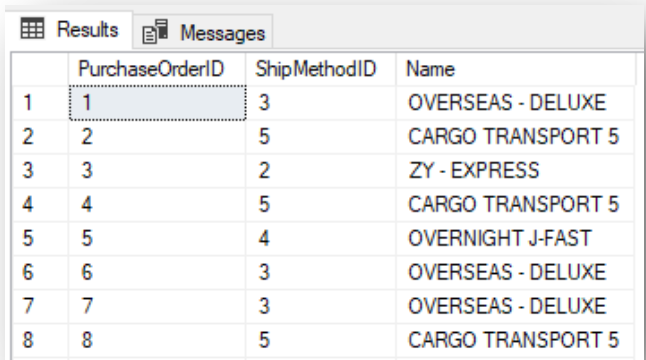 Results Messages
PurchaseOrderID ShipMethodID Name
1 1 3 OVERSEAS - DELUXE
2 2 5 CARGO TRANSPORT 5
3 3 2 ZY - EXPRESS
4 4 5 CARGO TRANSPORT 5
5 5 4 OVERNIGHT J-FAST
6 6 3 OVERSEAS - DELUXE
7 7 3 OVERSEAS - DELUXE
8 8 5 CARGO TRANSPORT 5